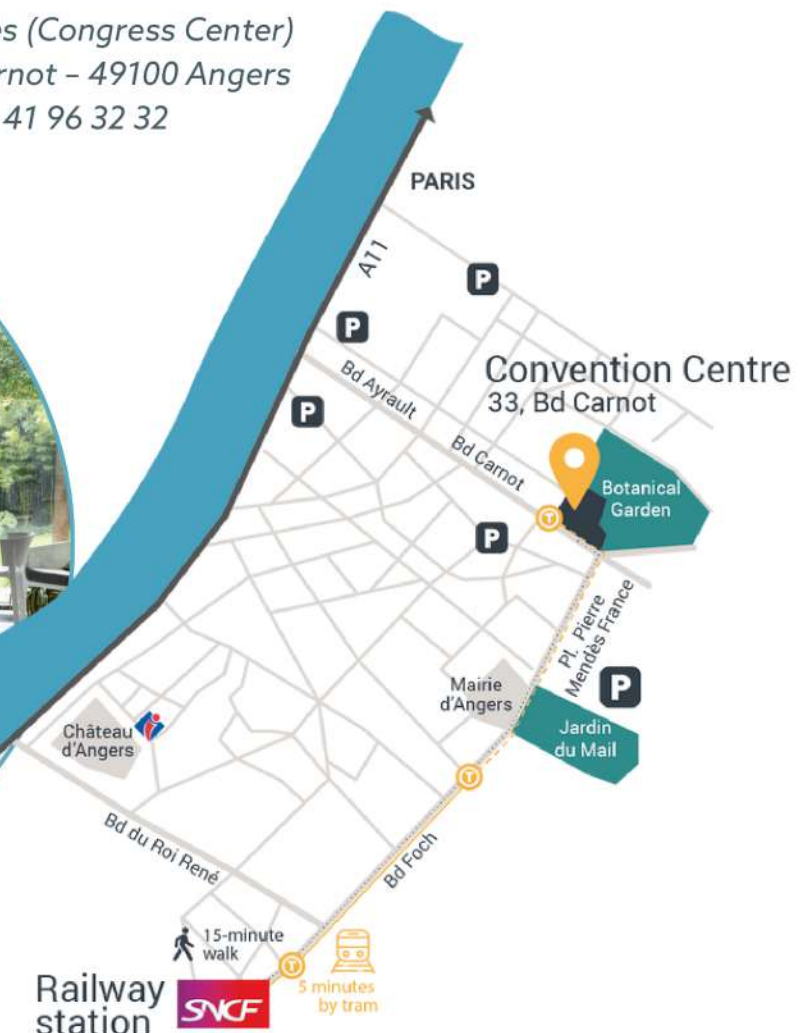 es (Congress Center)
rnot – 49100 Angers
41 96 32 32
PARIS
A11
P
P
Bd Ayrault
P
Convention Centre
33, Bd Carnot
Bd Carnot
Botanical
Garden
T
P
Pl. Pierre
Mendès France
Mairie
d'Angers
P
Jardin
du Mail
Château
d'Angers
T
Bd du Roi René
Bd Foch
15-minute
walk
T
5 minutes
by tram
Railway
station
SNCF